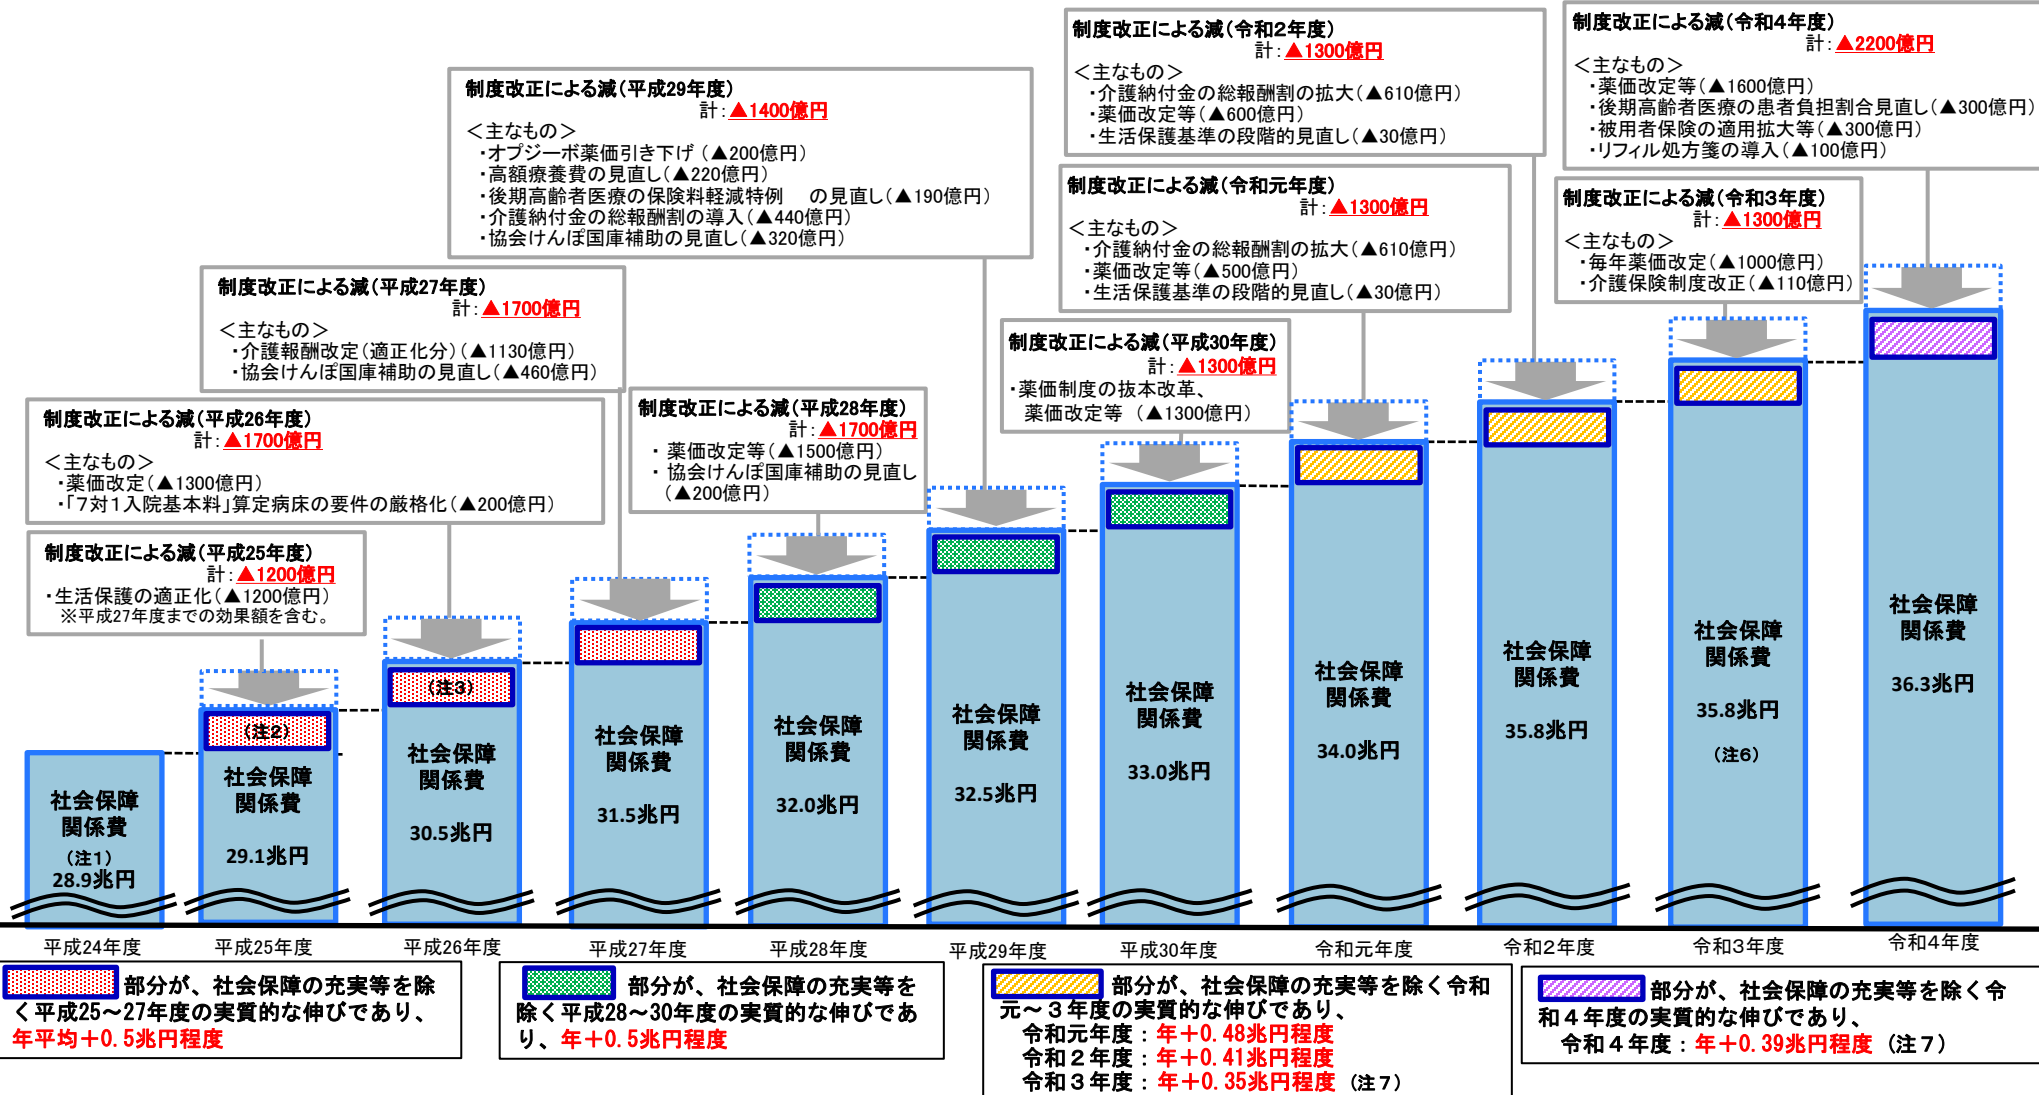 制度改正による減(令和2年度)
計:▲1300億円
<主なもの>
・介護納付金の総報酬割の拡大(▲610億円)
・薬価改定等(▲600億円)
・生活保護基準の段階的見直し(▲30億円)
制度改正による減(令和4年度)
計:▲2200億円
<主なもの>
・薬価改定等(▲1600億円)
・後期高齢者医療の患者負担割合見直し(▲300億円)
・被用者保険の適用拡大等(▲300億円)
・リフィル処方箋の導入(▲100億円)
制度改正による減(平成29年度)
計:▲1400億円
<主なもの>
・オプジーボ薬価引き下げ (▲200億円)
・高額療養費の見直し(▲220億円)
・後期高齢者医療の保険料軽減特例 の見直し(▲190億円)
・介護納付金の総報酬割の導入(▲440億円)
・協会けんぽ国庫補助の見直し(▲320億円)
制度改正による減(令和元年度)
計:▲1300億円
<主なもの>
・介護納付金の総報酬割の拡大(▲610億円)
・薬価改定等(▲500億円)
・生活保護基準の段階的見直し(▲30億円)
制度改正による減(令和3年度)
計:▲1300億円
<主なもの>
・毎年薬価改定(▲1000億円)
・介護保険制度改正(▲110億円)
制度改正による減(平成27年度)
計:▲1700億円
<主なもの>
・介護報酬改定(適正化分)(▲1130億円)
・協会けんぽ国庫補助の見直し(▲460億円)
制度改正による減(平成30年度)
計:▲1300億円
・薬価制度の抜本改革、
薬価改定等 (▲1300億円)
制度改正による減(平成26年度)
計:▲1700億円
<主なもの>
・薬価改定(▲1300億円)
・「7対1入院基本料」算定病床の要件の厳格化(▲200億円)
制度改正による減(平成28年度)
計:▲1700億円
・薬価改定等(▲1500億円)
・協会けんぽ国庫補助の見直し
(▲200億円)
制度改正による減(平成25年度)
計:▲1200億円
・生活保護の適正化(▲1200億円)
※平成27年度までの効果額を含む。
社会保障
関係費
(注1)
28.9兆円
(注2)
社会保障
関係費
29.1兆円
(注3)
社会保障
関係費
30.5兆円
社会保障
関係費
31.5兆円
社会保障
関係費
32.0兆円
社会保障
関係費
32.5兆円
社会保障
関係費
33.0兆円
社会保障
関係費
34.0兆円
社会保障
関係費
35.8兆円
社会保障
関係費
35.8兆円
(注6)
社会保障
関係費
36.3兆円
平成24年度
平成25年度
平成26年度
平成27年度
平成28年度
平成29年度
平成30年度
令和元年度
令和2年度
令和3年度
令和4年度
部分が、社会保障の充実等を除
く平成25～27年度の実質的な伸びであり、
年平均+0.5兆円程度
部分が、社会保障の充実等を
除く平成28～30年度の実質的な伸びであ
り、年+0.5兆円程度
部分が、社会保障の充実等を除く令和
元～3年度の実質的な伸びであり、
令和元年度:年+0.48兆円程度
令和2年度:年+0.41兆円程度
令和3年度:年+0.35兆円程度 (注7)
部分が、社会保障の充実等を除く令
和4年度の実質的な伸びであり、
令和4年度:年+0.39兆円程度 (注7)